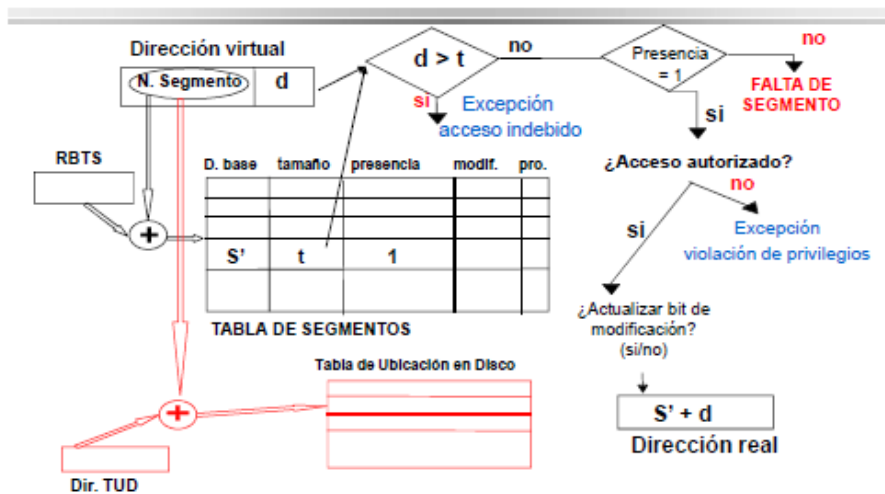 Dirección virtual
N. Segmento d
d > t
no
si
Excepción
acceso indebido
Presencia
= 1
no
FALTA DE
SEGMENTO
si
RBTS
+
D. base tamaño presencia modif. pro.
S' t 1
TABLA DE SEGMENTOS
¿Acceso autorizado?
no
si
Excepción
violación de privilegios
¿Actualizar bit de
modificación?
(si/no)
S' + d
Dirección real
Tabla de Ubicación en Disco
+
Dir. TUD